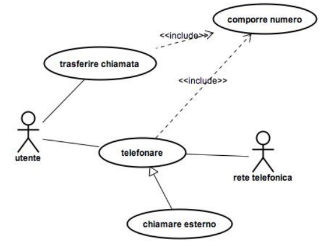 comporre numero
<<include>>
trasferire chiamata
<<include>>
telefonare
utente
rete telefonica
chiamare esterno